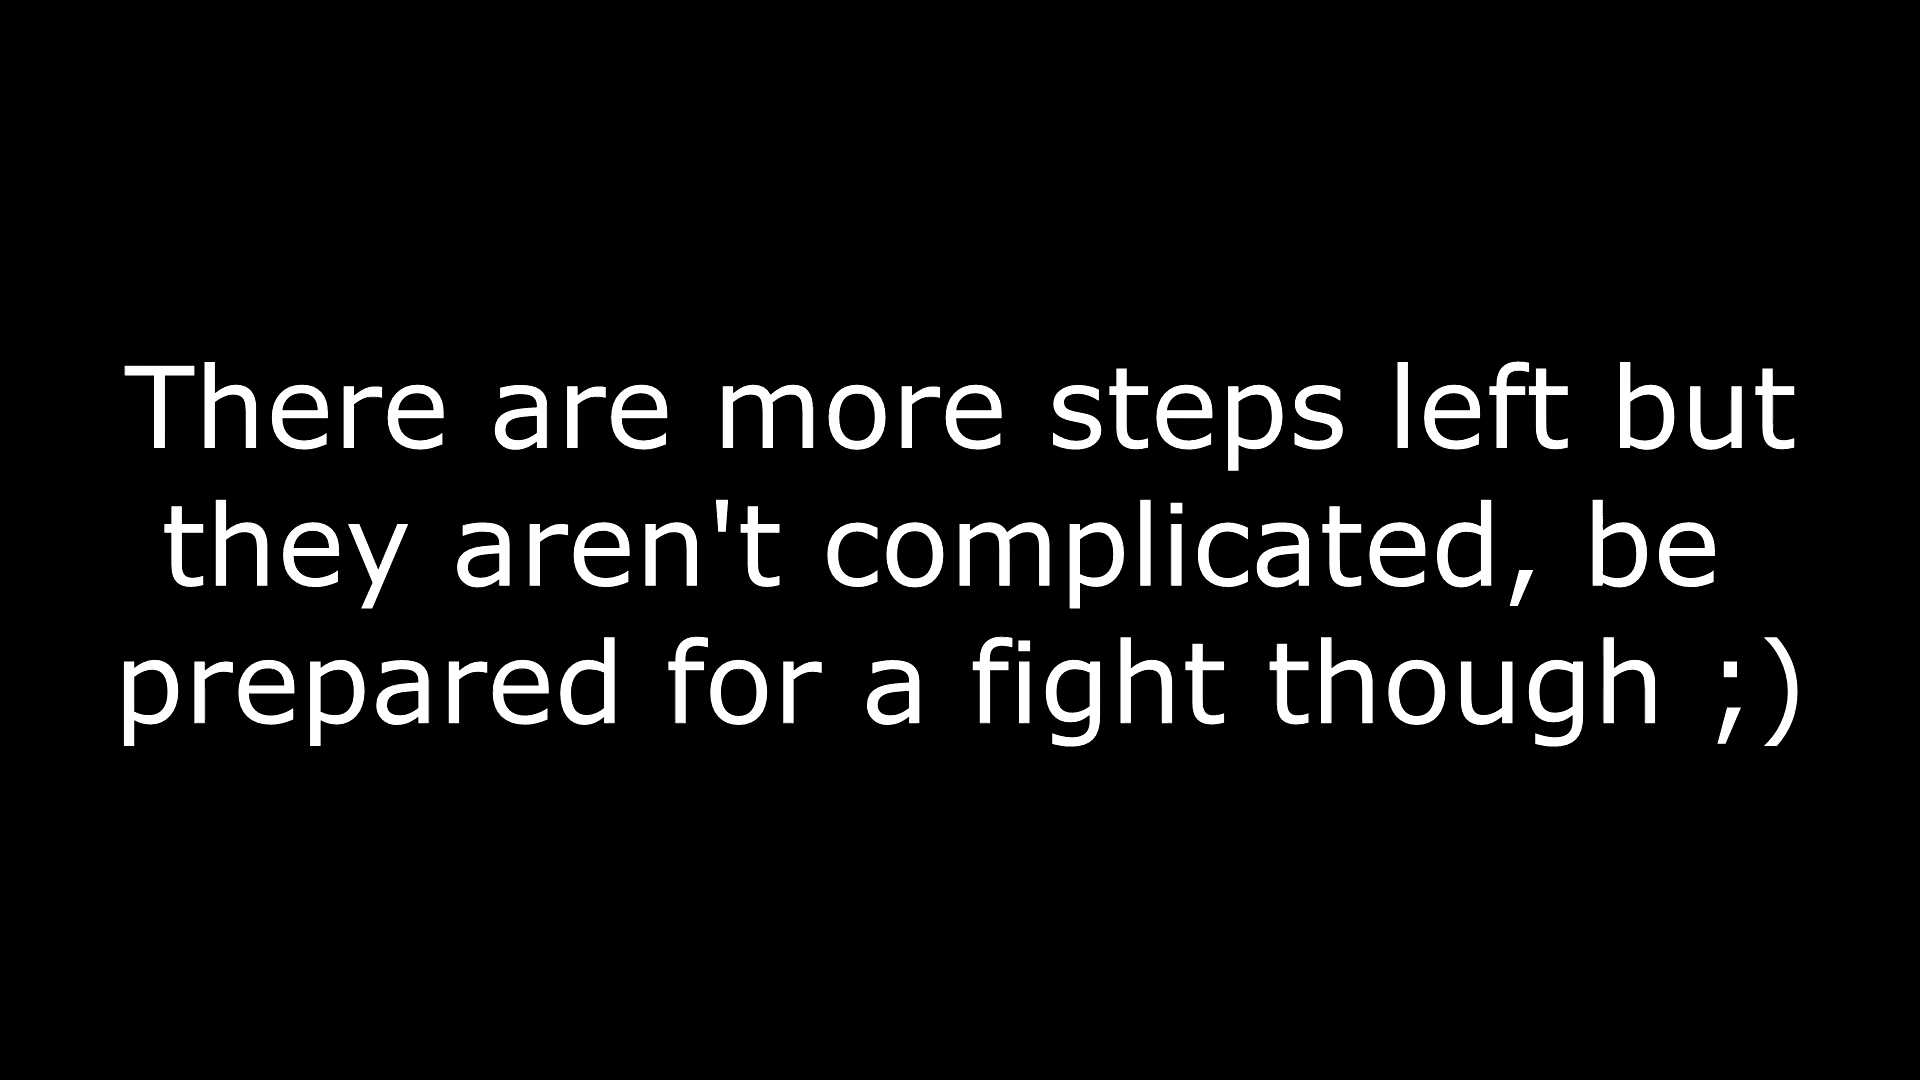 There are more steps left but
they aren't complicated, be
prepared for a fight though ;)